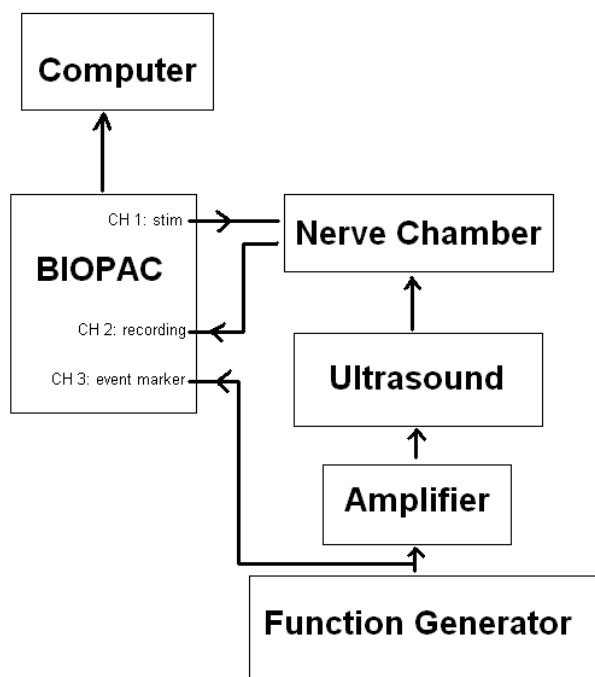 Computer
CH 1: stim
Nerve Chamber
BIOPAC
CH 2: recording
Ultrasound
CH 3: event marker
Amplifier
Function Generator